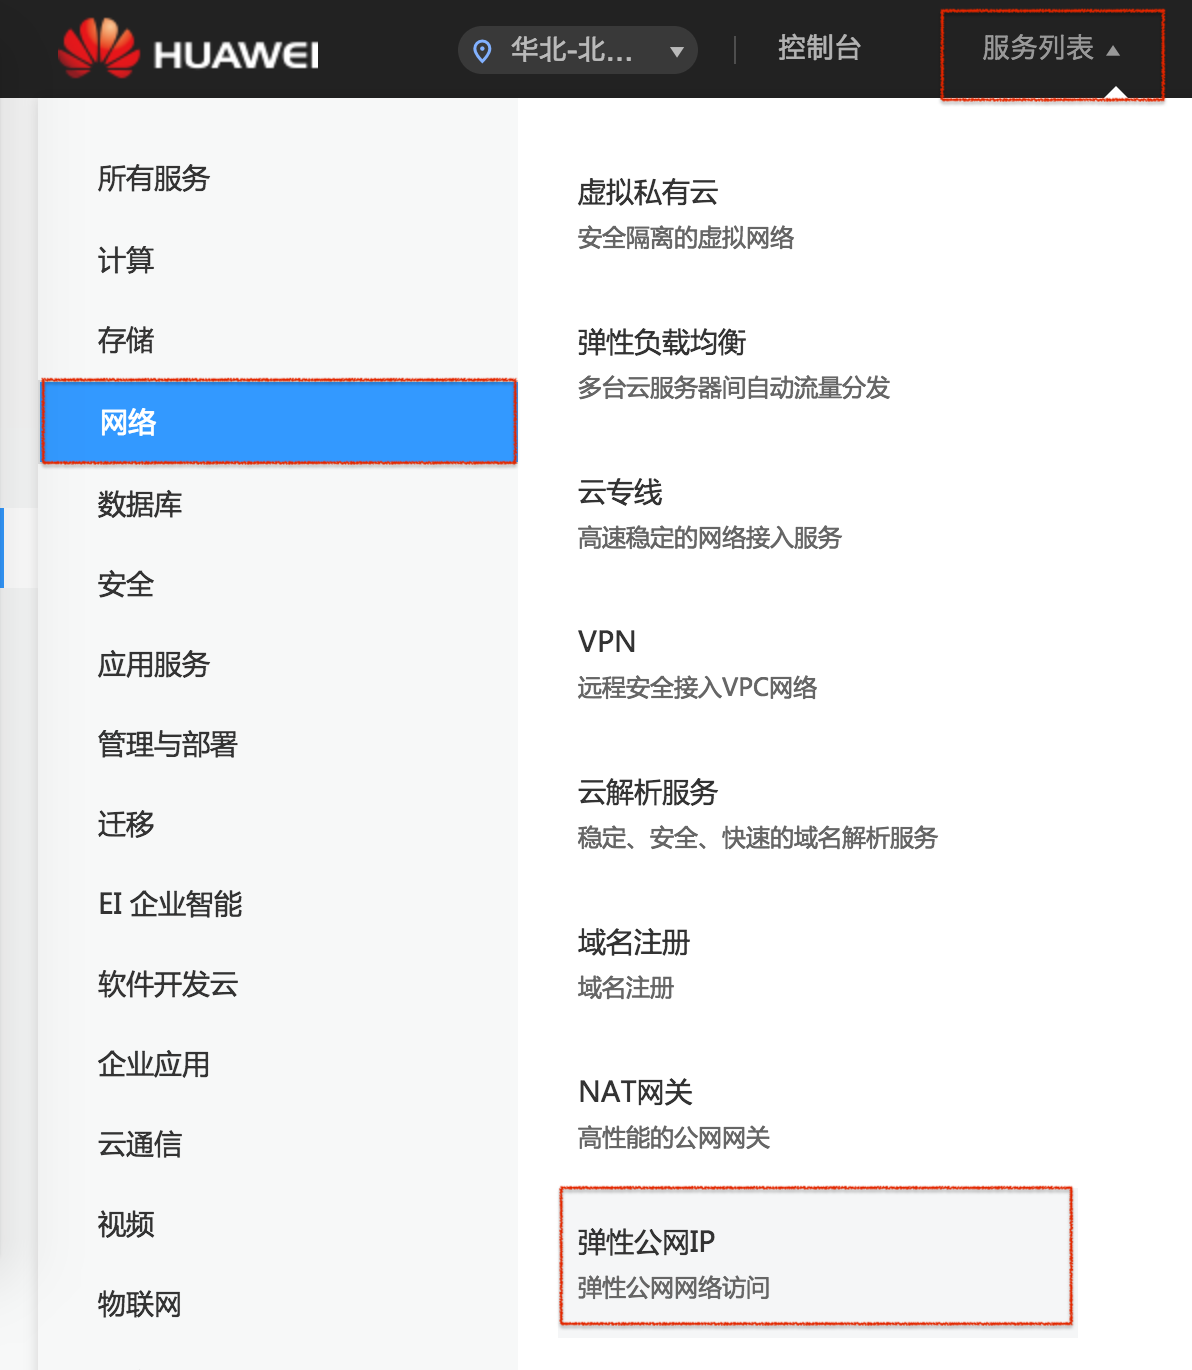 HUAWEI
华北-北...
控制台
服务列表
所有服务
计算
存储
网络
数据库
安全
应用服务
管理与部署
迁移
EI 企业智能
软件开发云
企业应用
云通信
视频
物联网
虚拟私有云
安全隔离的虚拟网络
弹性负载均衡
多台云服务器间自动流量分发
云专线
高速稳定的网络接入服务
VPN
远程安全接入VPC网络
云解析服务
稳定、安全、快速的域名解析服务
域名注册
域名注册
NAT网关
高性能的公网网关
弹性公网IP
弹性公网网络访问